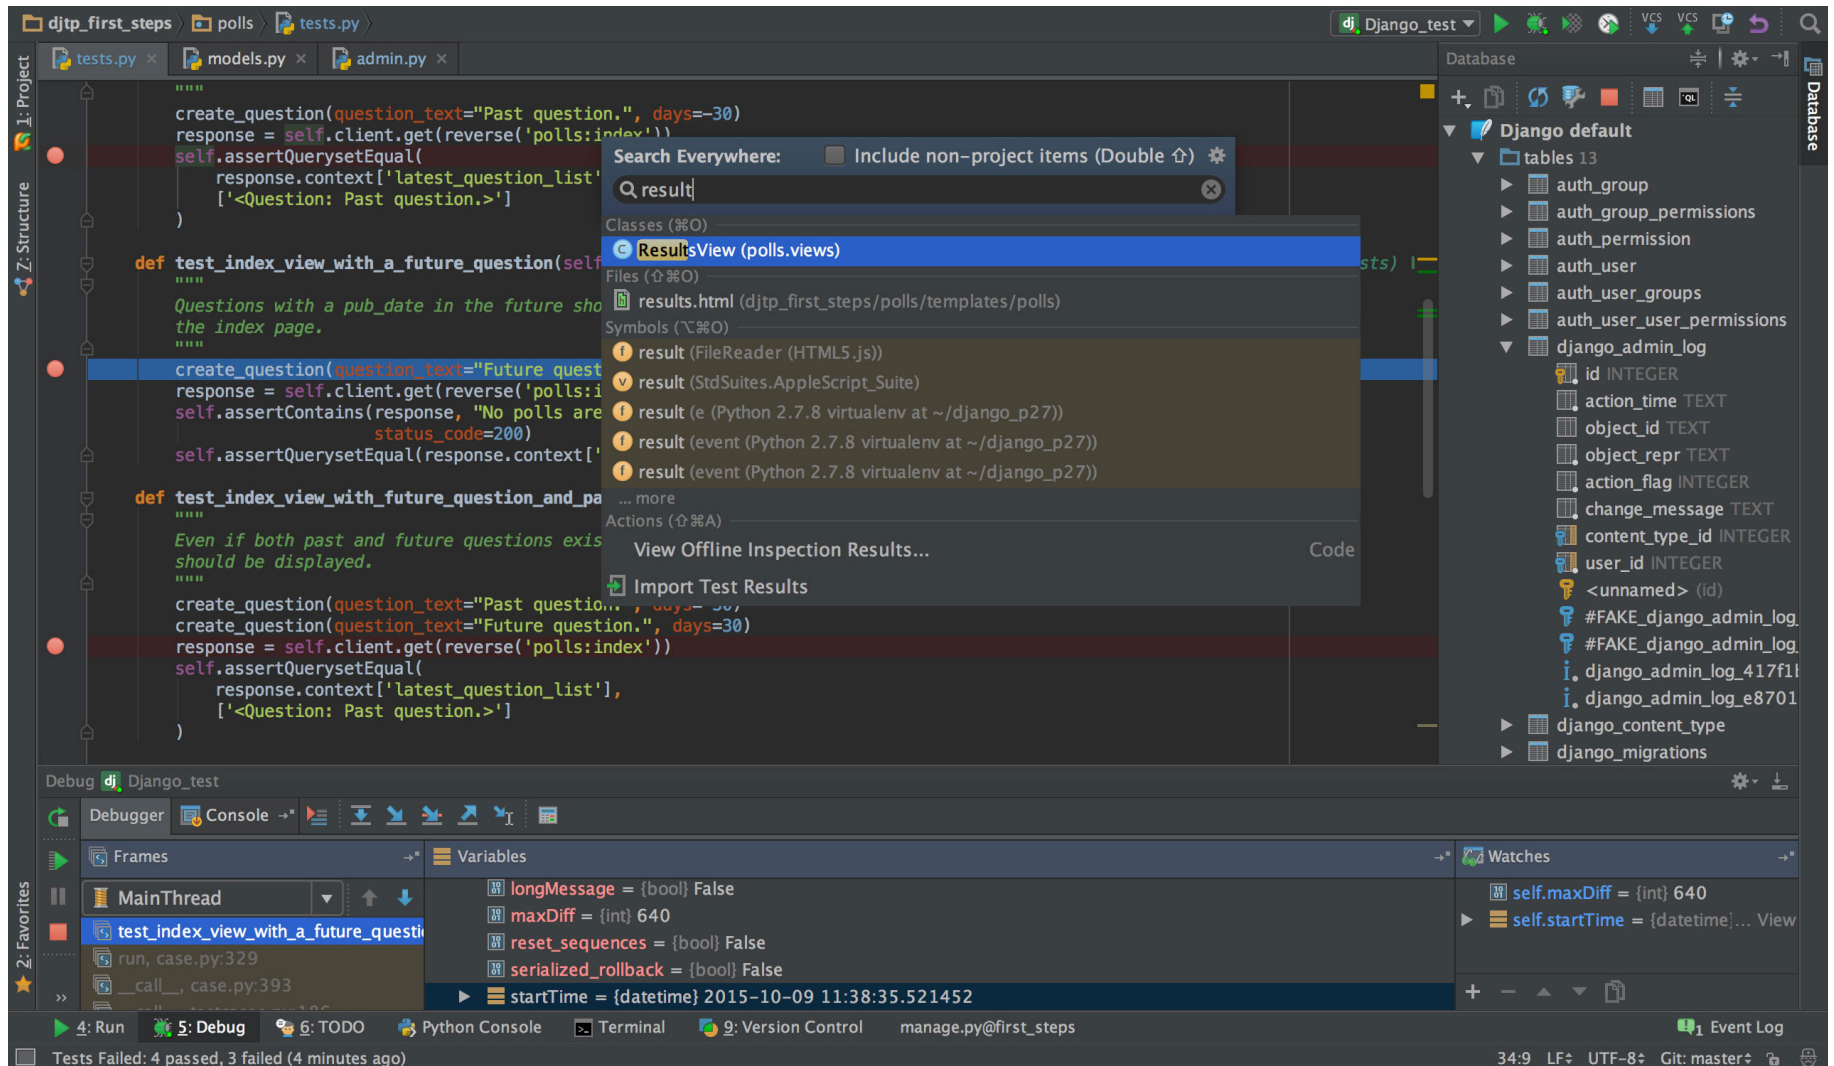 djtp_first_steps polls tests.py
Django_test
VCS VCS
tests.py models.py admin.py
1: Project
Z: Structure
2: Favorites
"""
create_question(question_text="Past question.", days=-30)
response = self.client.get(reverse('polls:index'))
self.assertQuerysetEqual(
response.context['latest_question_list'
['<Question: Past question.>']
)
def test_index_view_with_a_future_question(self
sts)
"""
Questions with a pub_date in the future sho
the index page.
"""
create_question(question_text="Future quest
response = self.client.get(reverse('polls:i
self.assertContains(response, "No polls are
status_code=200)
self.assertQuerysetEqual(response.context['
def test_index_view_with_future_question_and_pa
"""
Even if both past and future questions exis
should be displayed.
"""
create_question(question_text="Past question.", days=-30)
create_question(question_text="Future question.", days=30)
response = self.client.get(reverse('polls:index'))
self.assertQuerysetEqual(
response.context['latest_question_list'],
['<Question: Past question.>']
)
Search Everywhere: Include non-project items (Double ⇧)
result
Classes (⌘O)
ResultsView (polls.views)
Files (⇧⌘O)
results.html (djtp_first_steps/polls/templates/polls)
Symbols (⌥⌘O)
result (FileReader (HTML5.js))
result (StdSuites.AppleScript_Suite)
result (e (Python 2.7.8 virtualenv at ~/django_p27))
result (event (Python 2.7.8 virtualenv at ~/django_p27))
result (event (Python 2.7.8 virtualenv at ~/django_p27))
... more
Actions (⇧⌘A)
View Offline Inspection Results... Code
Import Test Results
Database
Database
Django default
tables 13
auth_group
auth_group_permissions
auth_permission
auth_user
auth_user_groups
auth_user_user_permissions
django_admin_log
id INTEGER
action_time TEXT
object_id TEXT
object_repr TEXT
action_flag INTEGER
change_message TEXT
content_type_id INTEGER
user_id INTEGER
<unnamed> (id)
#FAKE_django_admin_log_
#FAKE_django_admin_log_
django_admin_log_417f1b
django_admin_log_e8701
django_content_type
django_migrations
Debug Django_test
Debugger Console
Frames
MainThread
test_index_view_with_a_future_questi
run, case.py:329
__call__, case.py:393
Variables
longMessage = {bool} False
maxDiff = {int} 640
reset_sequences = {bool} False
serialized_rollback = {bool} False
startTime = {datetime} 2015-10-09 11:38:35.521452
Watches
self.maxDiff = {int} 640
self.startTime = {datetime}... View
4: Run 5: Debug 6: TODO Python Console Terminal 9: Version Control manage.py@first_steps 1 Event Log
Tests Failed: 4 passed, 3 failed (4 minutes ago) 34:9 LF UTF-8 Git: master